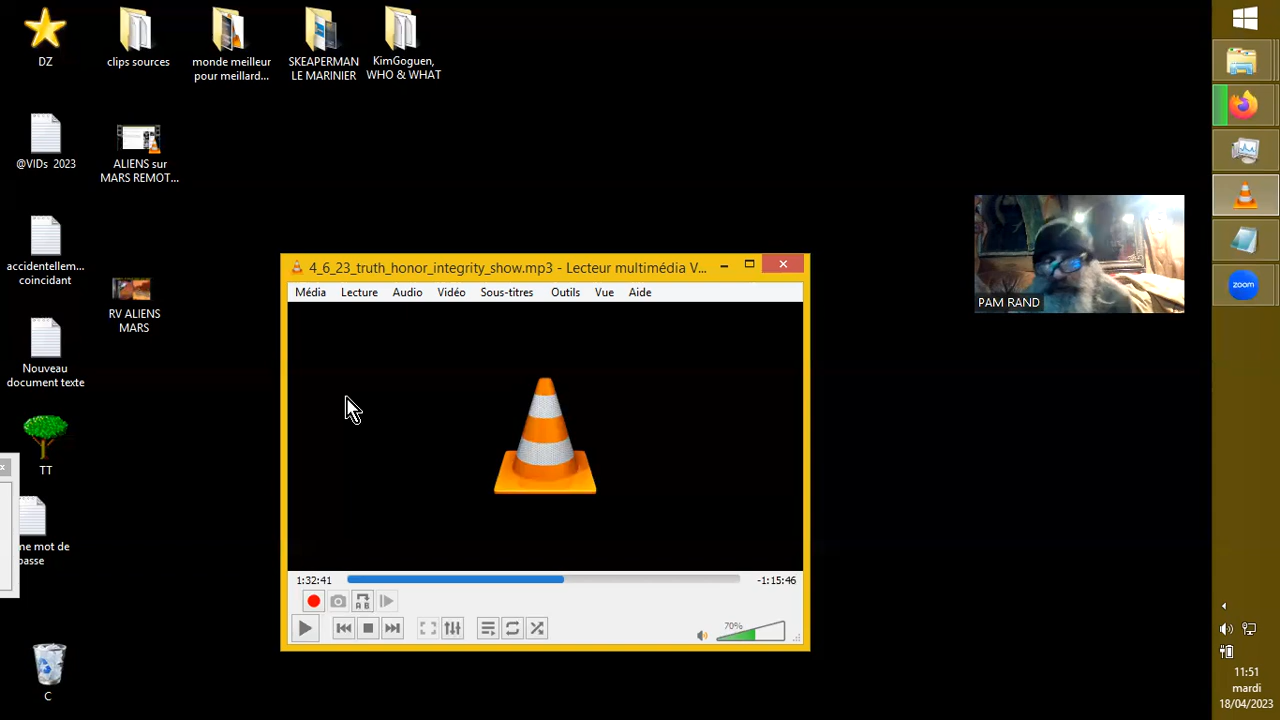 DZ
clips sources
monde meilleur
pour meillard...
SKEAPERMAN
LE MARINIER
KimGoguen,
WHO & WHAT
@VIDs 2023
ALIENS sur
MARS REMOT...
accidentellem...
coincidant
RV ALIENS
MARS
Nouveau
document texte
TT
me mot de
passe
C
4_6_23_truth_honor_integrity_show.mp3 - Lecteur multimédia V...
Média Lecture Audio Vidéo Sous-titres Outils Vue Aide
1:32:41
-1:15:46
A B
70%
PAM RAND
zoom
11:51
mardi
18/04/2023